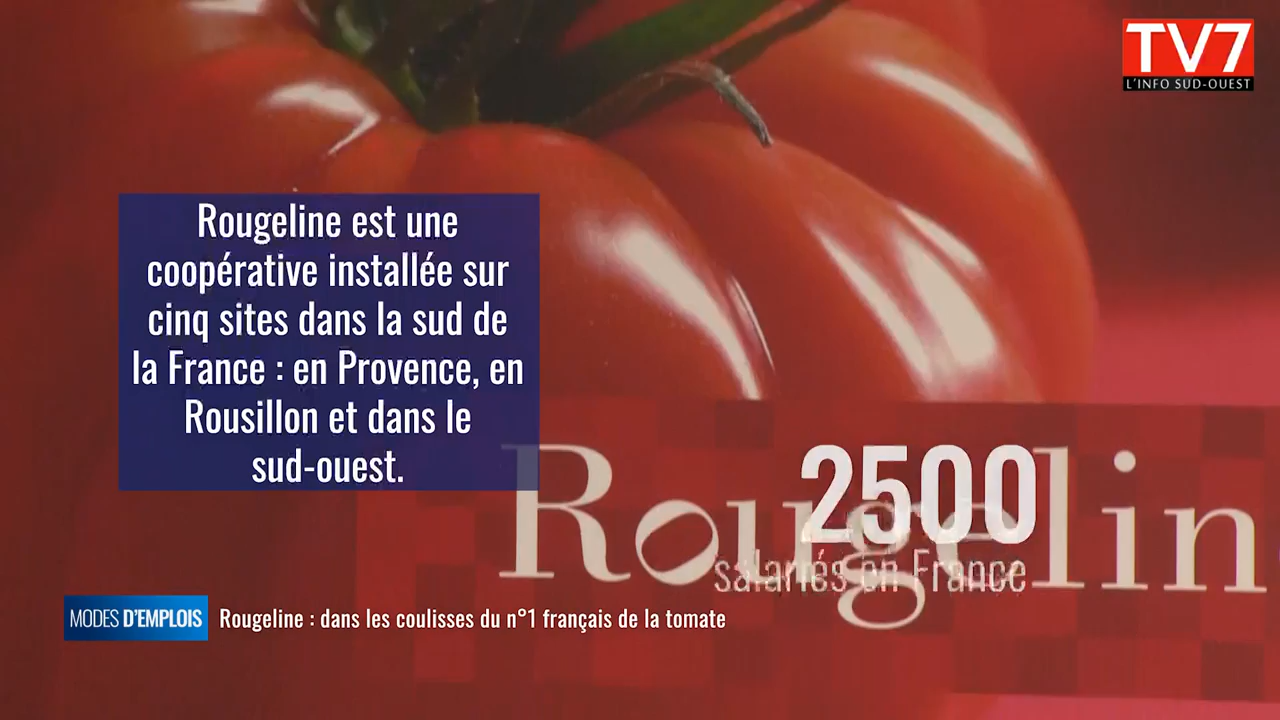 TV7
L'INFO SUD-OUEST
Rougeline est une
coopérative installée sur
cinq sites dans la sud de
la France : en Provence, en
Rousillon et dans le
sud-ouest.
2500
salariés en France
Rougelin
MODES D'EMPLOIS
Rougeline : dans les coulisses du n°1 français de la tomate